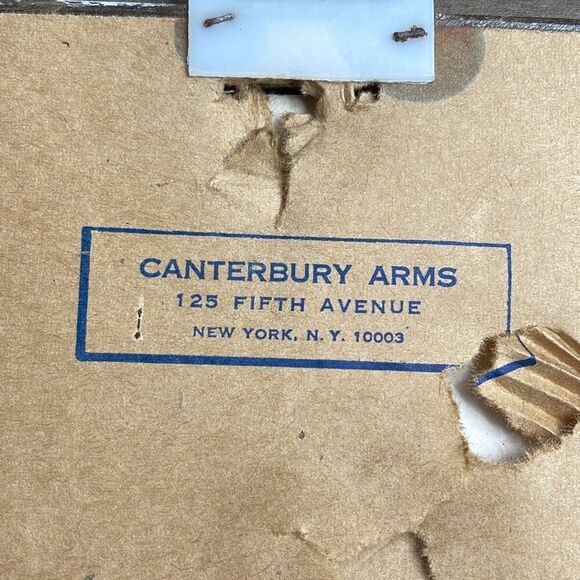 CANTERBURY ARMS
125 FIFTH AVENUE
NEW YORK, N. Y. 10003